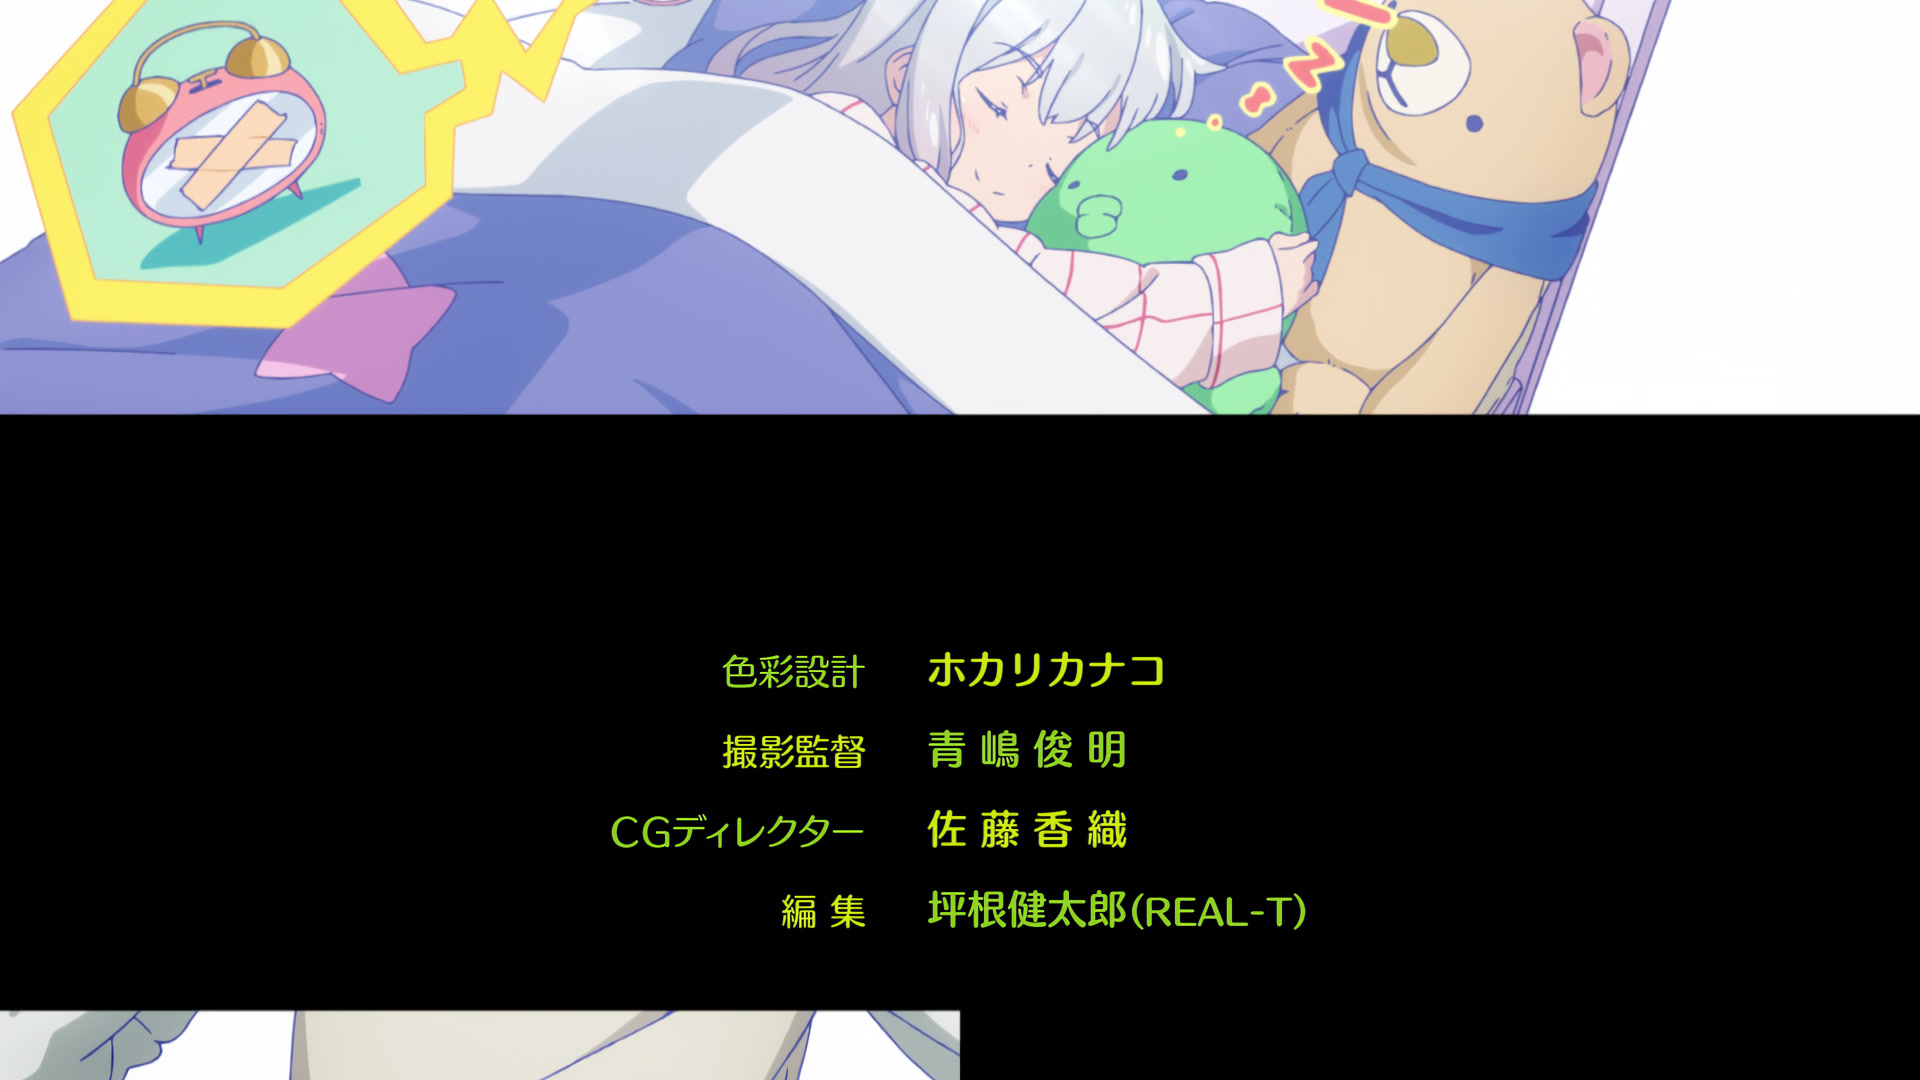 Z
色彩設計 ホカリカナコ
撮影監督 青嶋俊明
CGディレクター 佐藤香織
編集 坪根健太郎(REAL-T)